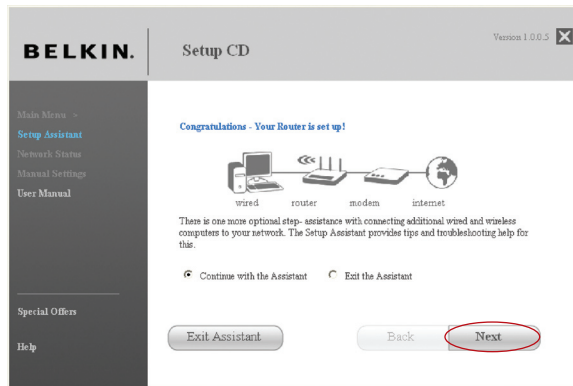 BELKIN.
Setup CD
Version 1.0.0.3
Main Menu >
Setup Assistant
Network Status
Manual Settings
User Manual
Special Offers
Help
Congratulations - Your Router is set up!
wired router modem internet
There is one more optional step- assistance with connecting additional wired and wireless
computers to your network. The Setup Assistant provides tips and troubleshooting help for
this.
Continue with the Assistant Exit the Assistant
Exit Assistant Back Next